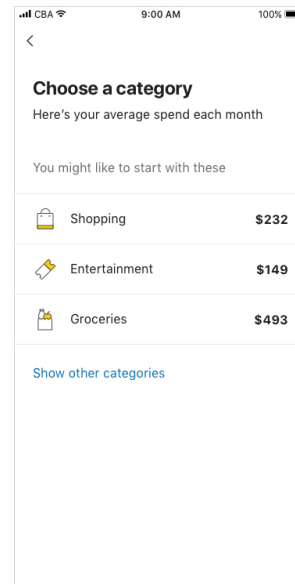 CBA 9:00 AM 100%
Choose a category
Here's your average spend each month
You might like to start with these
Shopping $232
Entertainment $149
Groceries $493
Show other categories